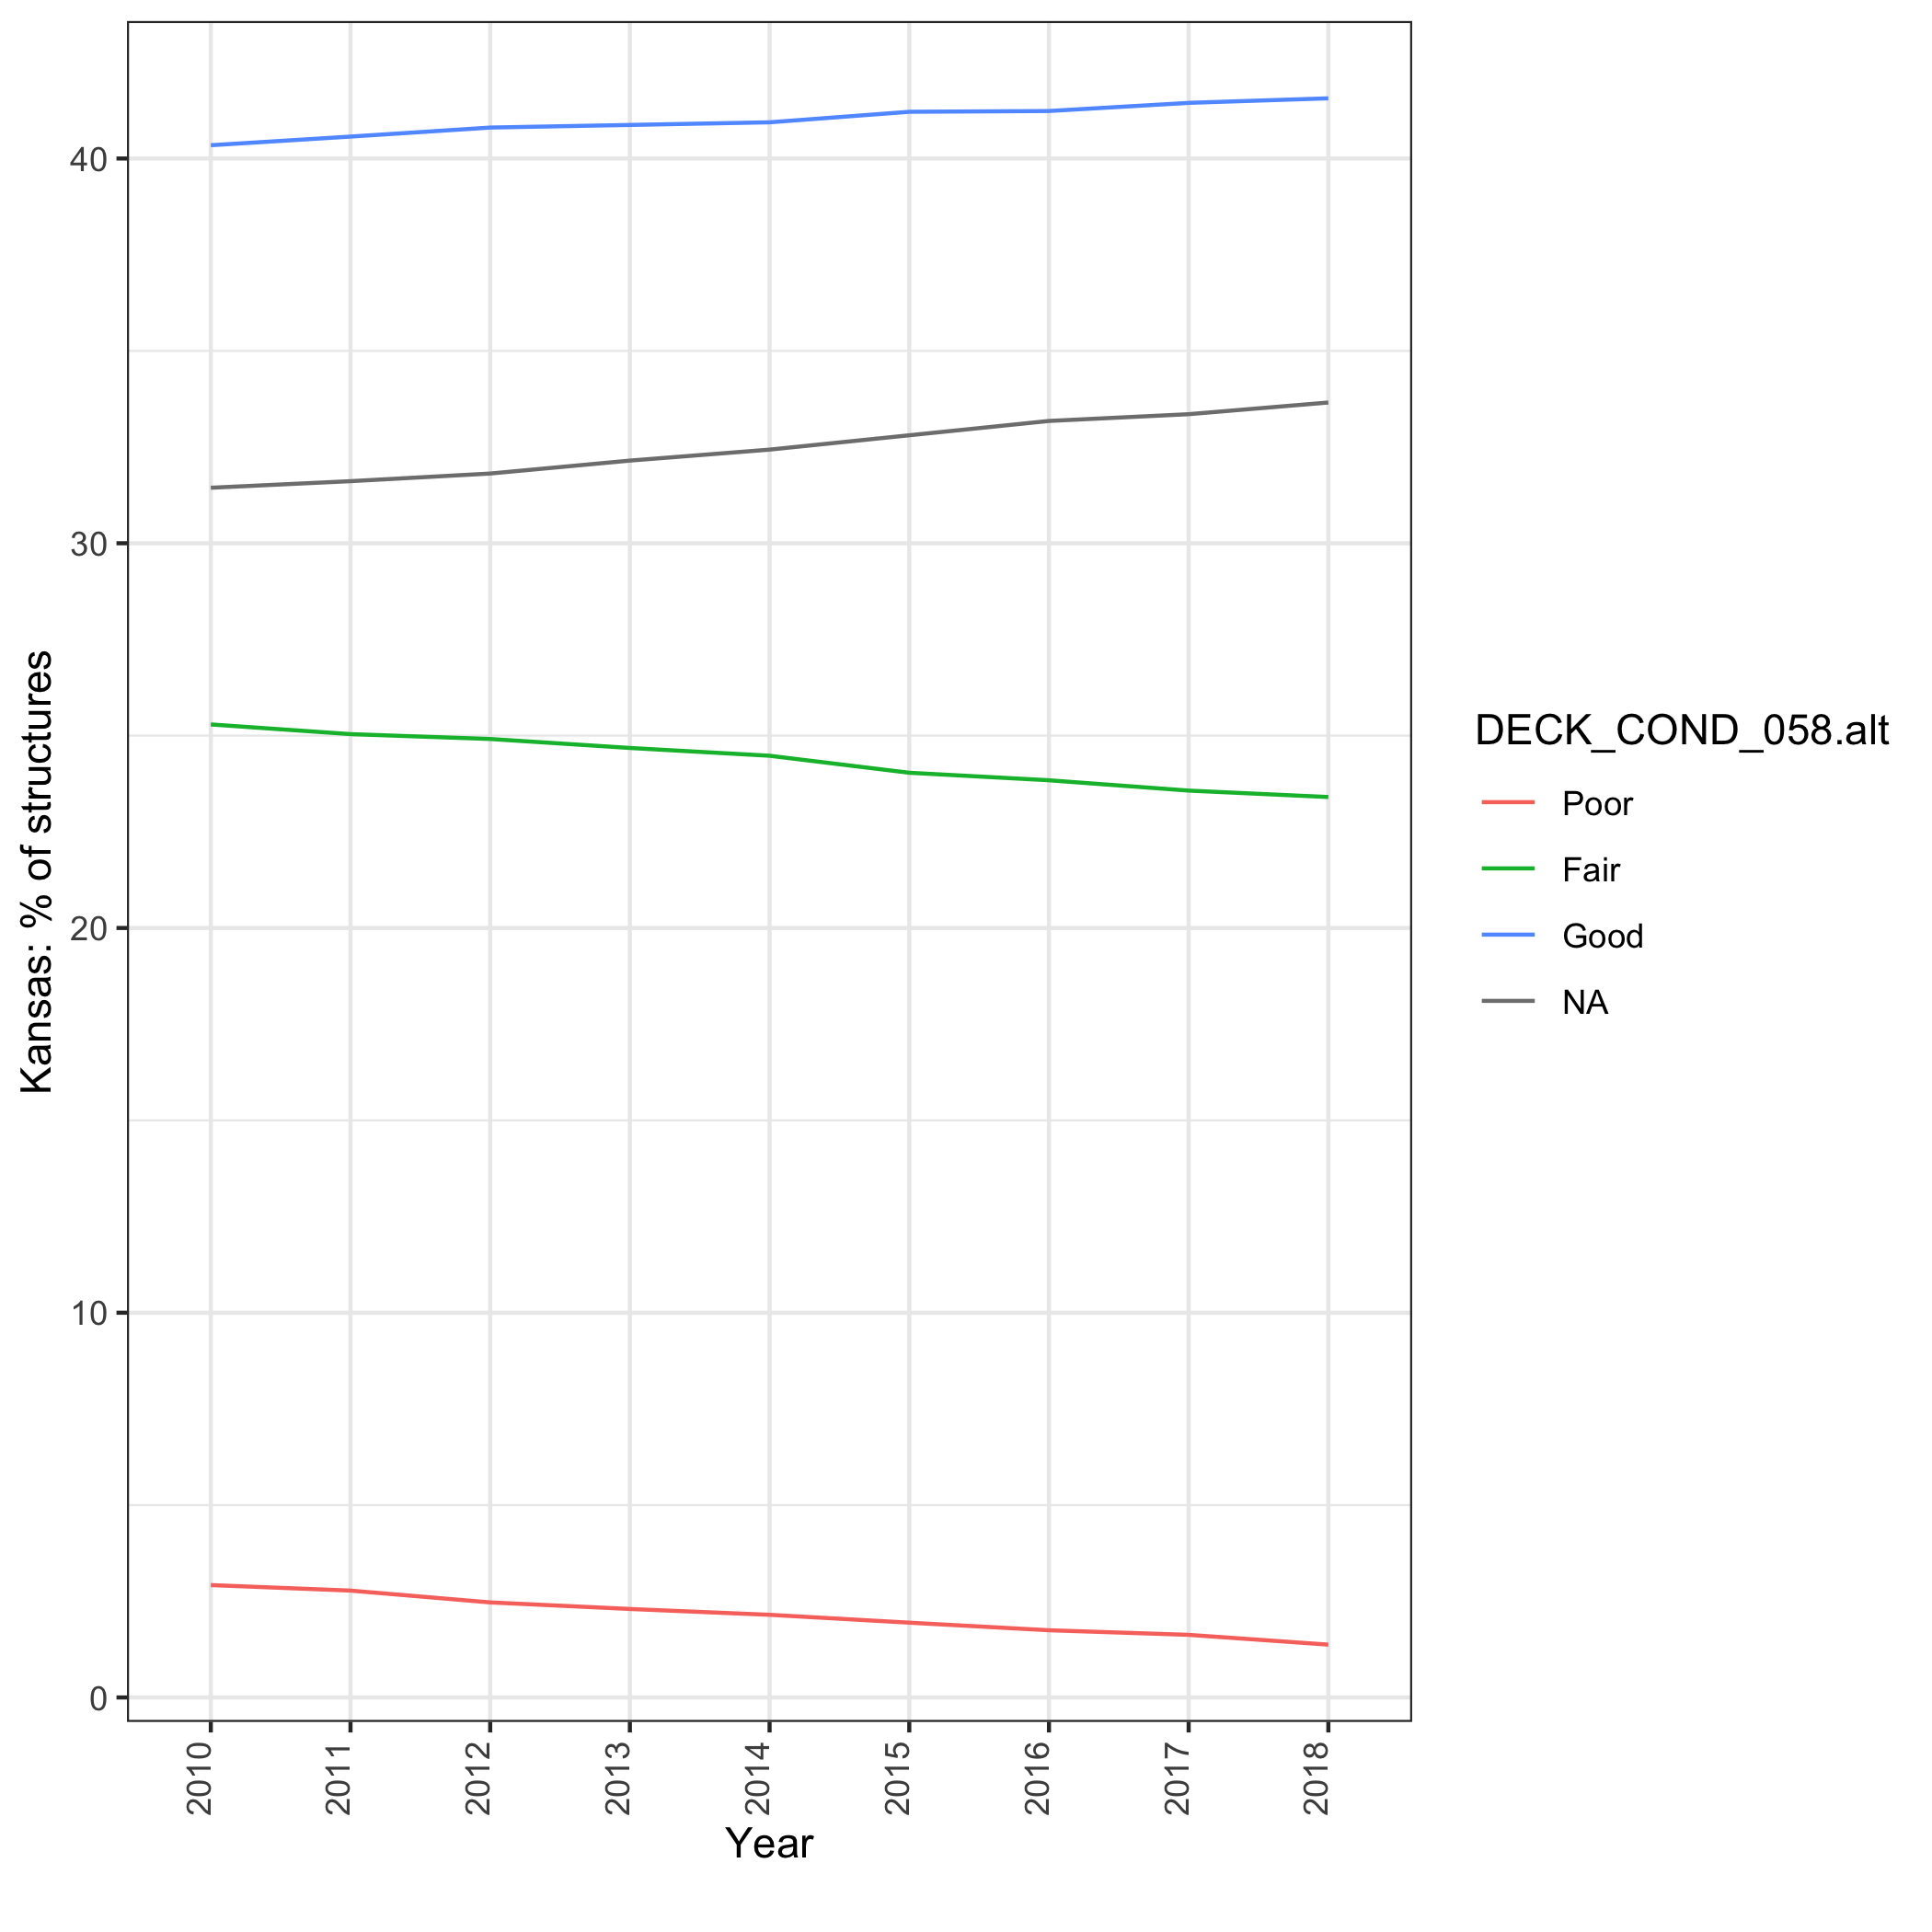 Kansas: % of structures
40
30
20
10
0
2010
2011
2012
2013
2014
2015
2016
2017
2018
Year
DECK_COND_058.alt
Poor
Fair
Good
NA